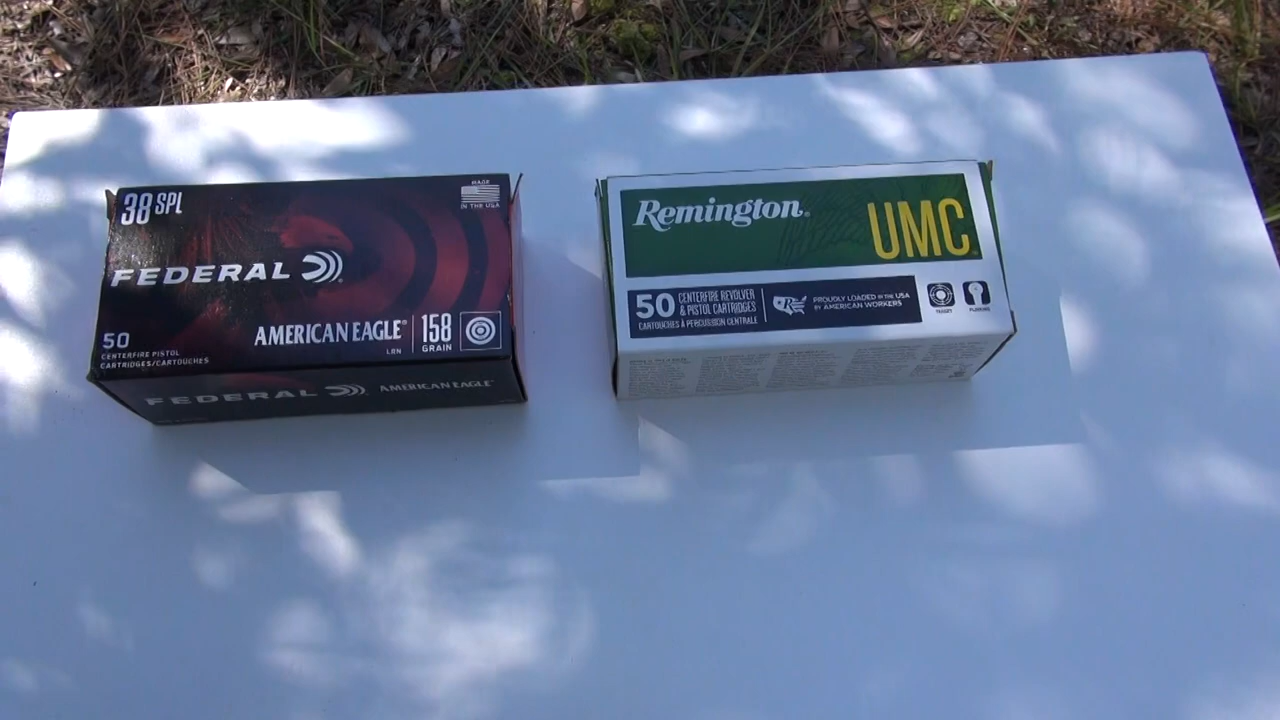 38 SPL
MADE
IN THE USA
FEDERAL
50
CENTERFIRE PISTOL
CARTRIDGES/CARTOUCHES
AMERICAN EAGLE®
LRN
158
GRAIN
FEDERAL AMERICAN EAGLE®
Remington®
UMC®
50 CENTERFIRE REVOLVER
& PISTOL CARTRIDGES
CARTOUCHES À PERCUSSION CENTRALE
R
PROUDLY LOADED IN THE USA
BY AMERICAN WORKERS
TARGET
PLINKING